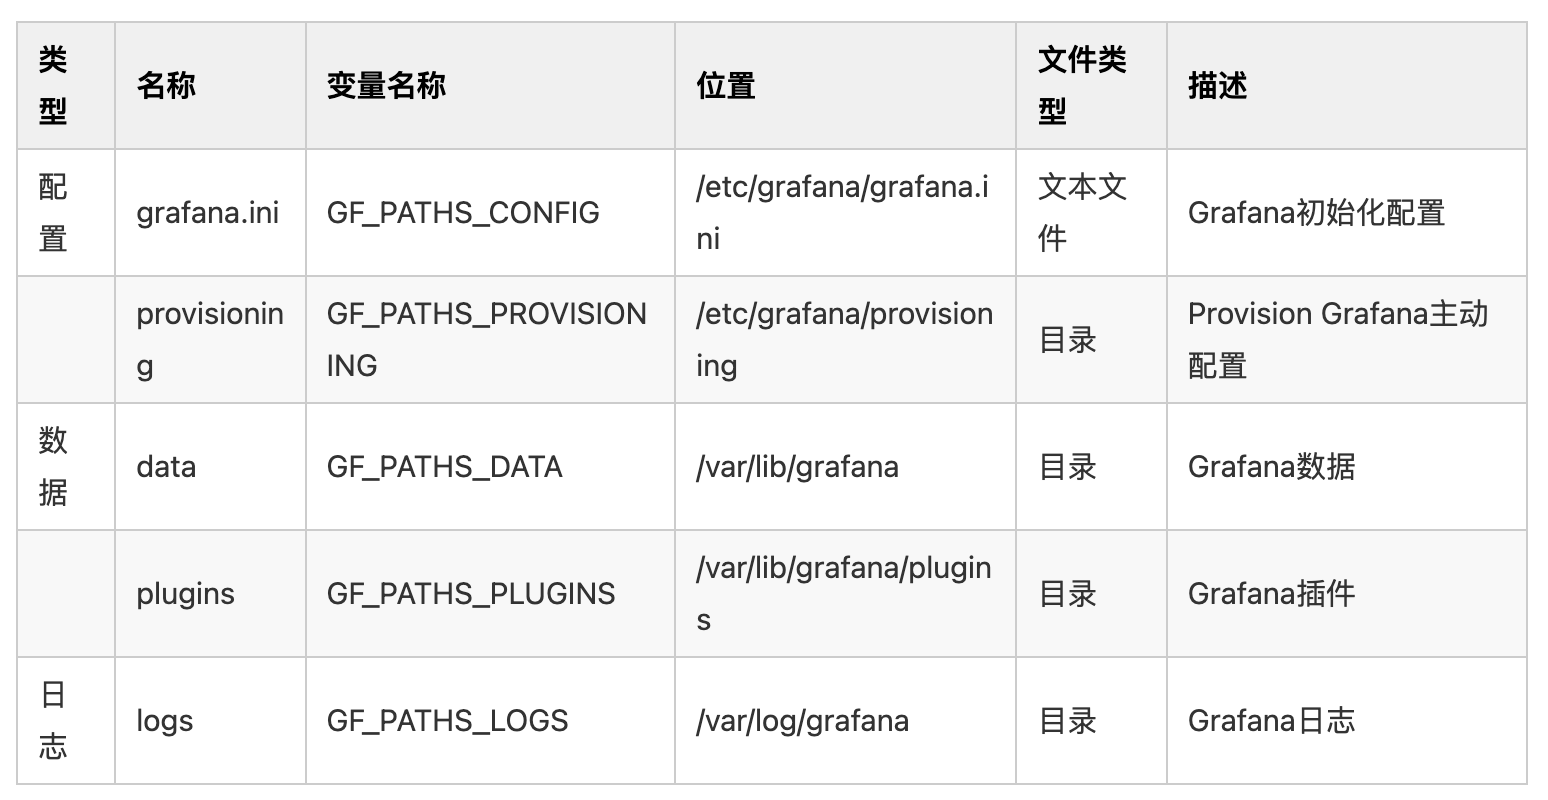 类型 名称 变量名称 位置 文件类型 描述
配置 grafana.ini GF_PATHS_CONFIG /etc/grafana/grafana.ini 文本文件 Grafana初始化配置
provisioning GF_PATHS_PROVISIONING /etc/grafana/provisioning 目录 Provision Grafana主动配置
数据 data GF_PATHS_DATA /var/lib/grafana 目录 Grafana数据
plugins GF_PATHS_PLUGINS /var/lib/grafana/plugins 目录 Grafana插件
日志 logs GF_PATHS_LOGS /var/log/grafana 目录 Grafana日志